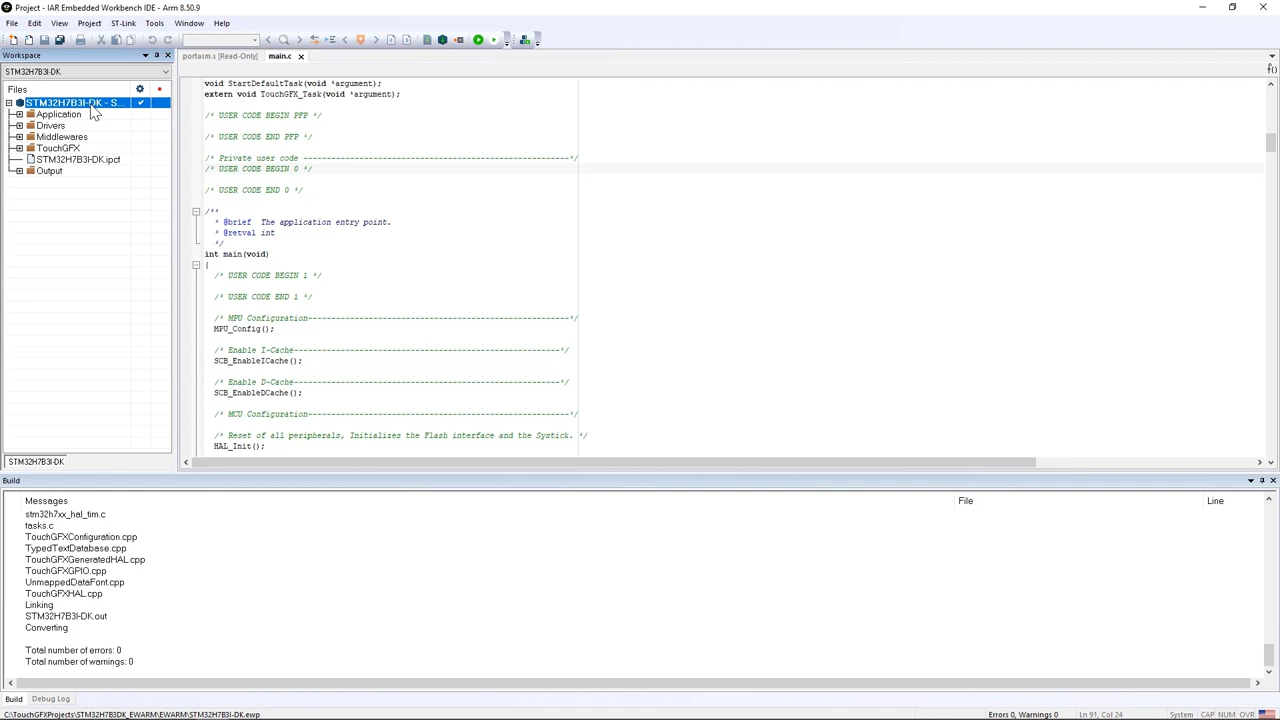 Project - IAR Embedded Workbench IDE - Arm 8.50.9
File Edit View Project ST-Link Tools Window Help
Workspace
STM32H7B3I-DK
Files
STM32H7B3I-DK - S...
Application
Drivers
Middlewares
TouchGFX
STM32H7B3I-DK.ipcf
Output
STM32H7B3I-DK
portasm.s [Read-Only] main.c
f()
void StartDefaultTask(void *argument);
extern void TouchGFX_Task(void *argument);
/* USER CODE BEGIN PFP */
/* USER CODE END PFP */
/* Private user code ---------------------------------------------------------*/
/* USER CODE BEGIN 0 */
/* USER CODE END 0 */
/**
* @brief The application entry point.
* @retval int
*/
int main(void)
{
/* USER CODE BEGIN 1 */
/* USER CODE END 1 */
/* MPU Configuration--------------------------------------------------------*/
MPU_Config();
/* Enable I-Cache---------------------------------------------------------*/
SCB_EnableICache();
/* Enable D-Cache---------------------------------------------------------*/
SCB_EnableDCache();
/* MCU Configuration--------------------------------------------------------*/
/* Reset of all peripherals, Initializes the Flash interface and the Systick. */
HAL_Init();
Build
Messages File Line
stm32h7xx_hal_tim.c
tasks.c
TouchGFXConfiguration.cpp
TypedTextDatabase.cpp
TouchGFXGeneratedHAL.cpp
TouchGFXGPIO.cpp
UnmappedDataFont.cpp
TouchGFXHAL.cpp
Linking
STM32H7B3I-DK.out
Converting
Total number of errors: 0
Total number of warnings: 0
Build Debug Log
C:\TouchGFXProjects\STM32H7B3DK_EWARM\EWARM\STM32H7B3I-DK.ewp
Errors 0, Warnings 0 Ln 91, Col 24 System CAP NUM OVR